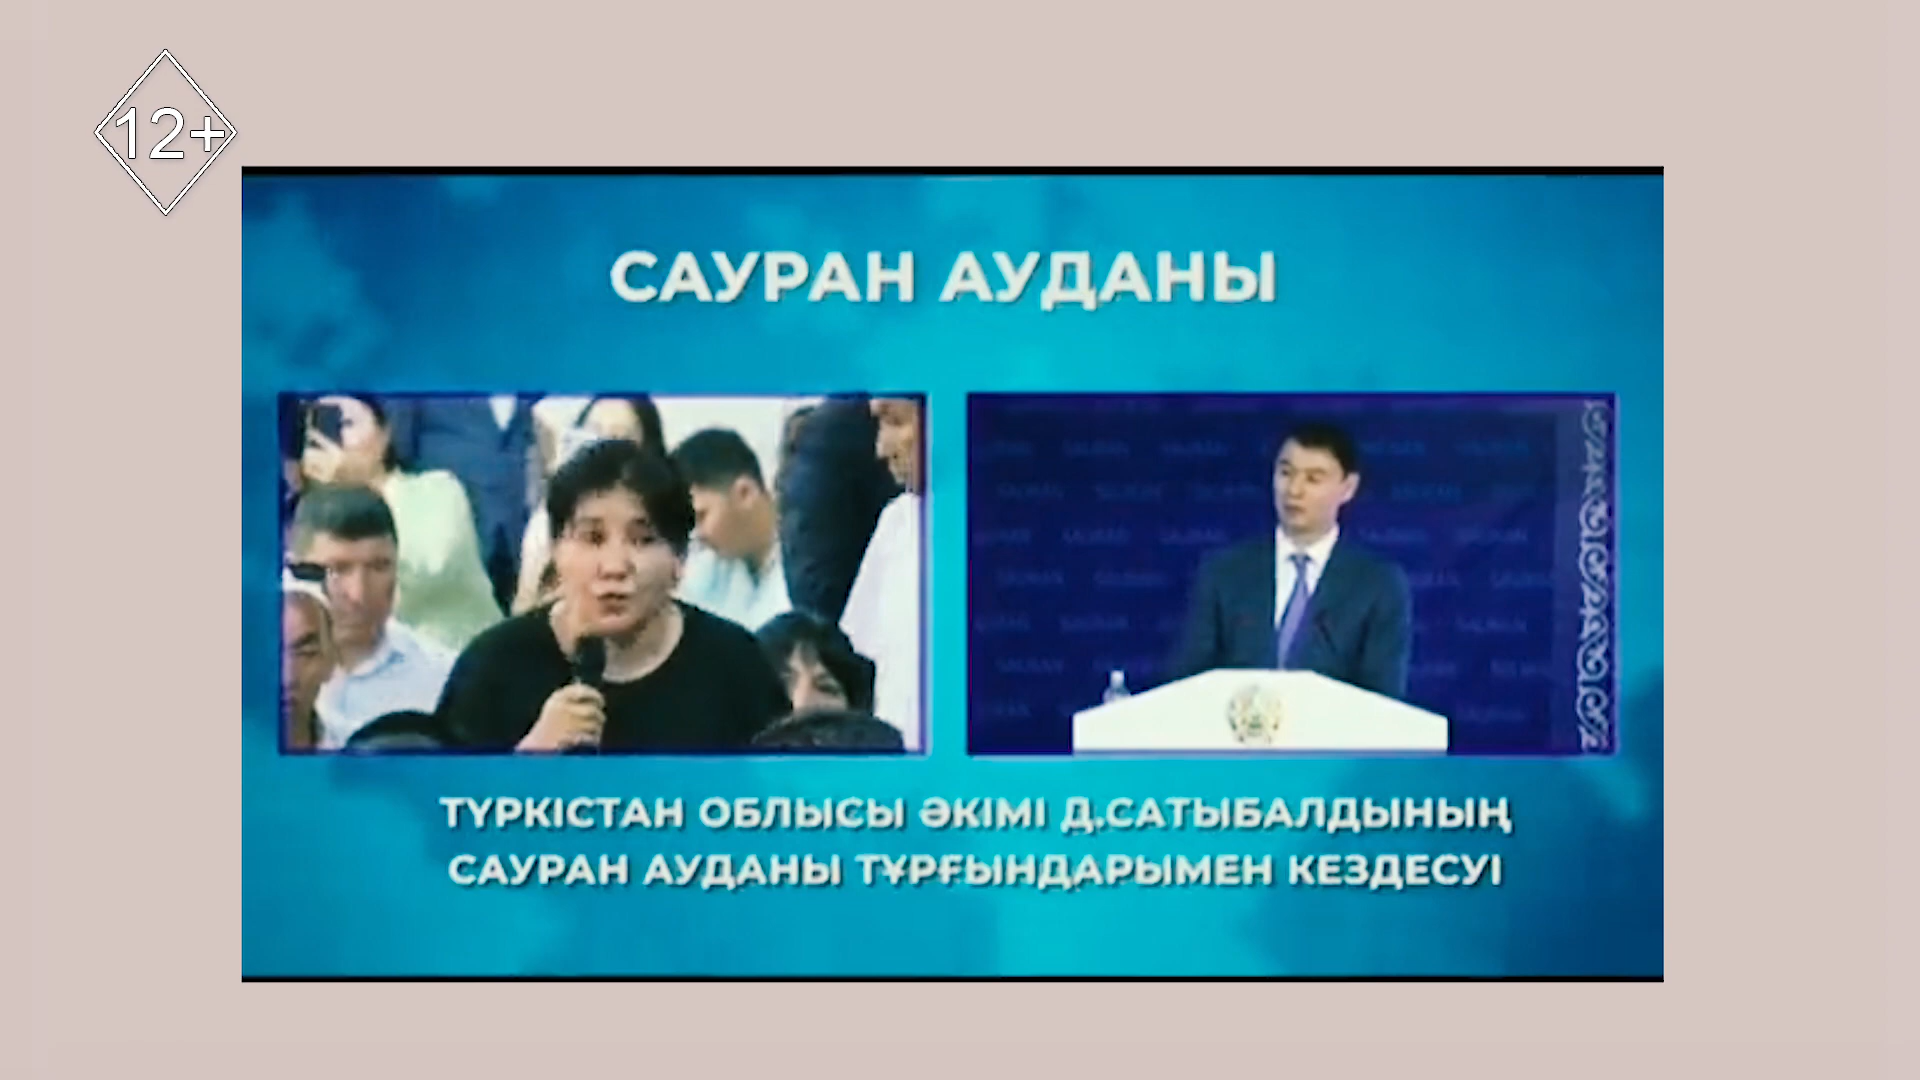 12+
САУРАН АУДАНЫ
ТҮРКІСТАН ОБЛЫСЫ ӘКІМІ Д.САТЫБАЛДЫНЫҢ
САУРАН АУДАНЫ ТҰРҒЫНДАРЫМЕН КЕЗДЕСУІ